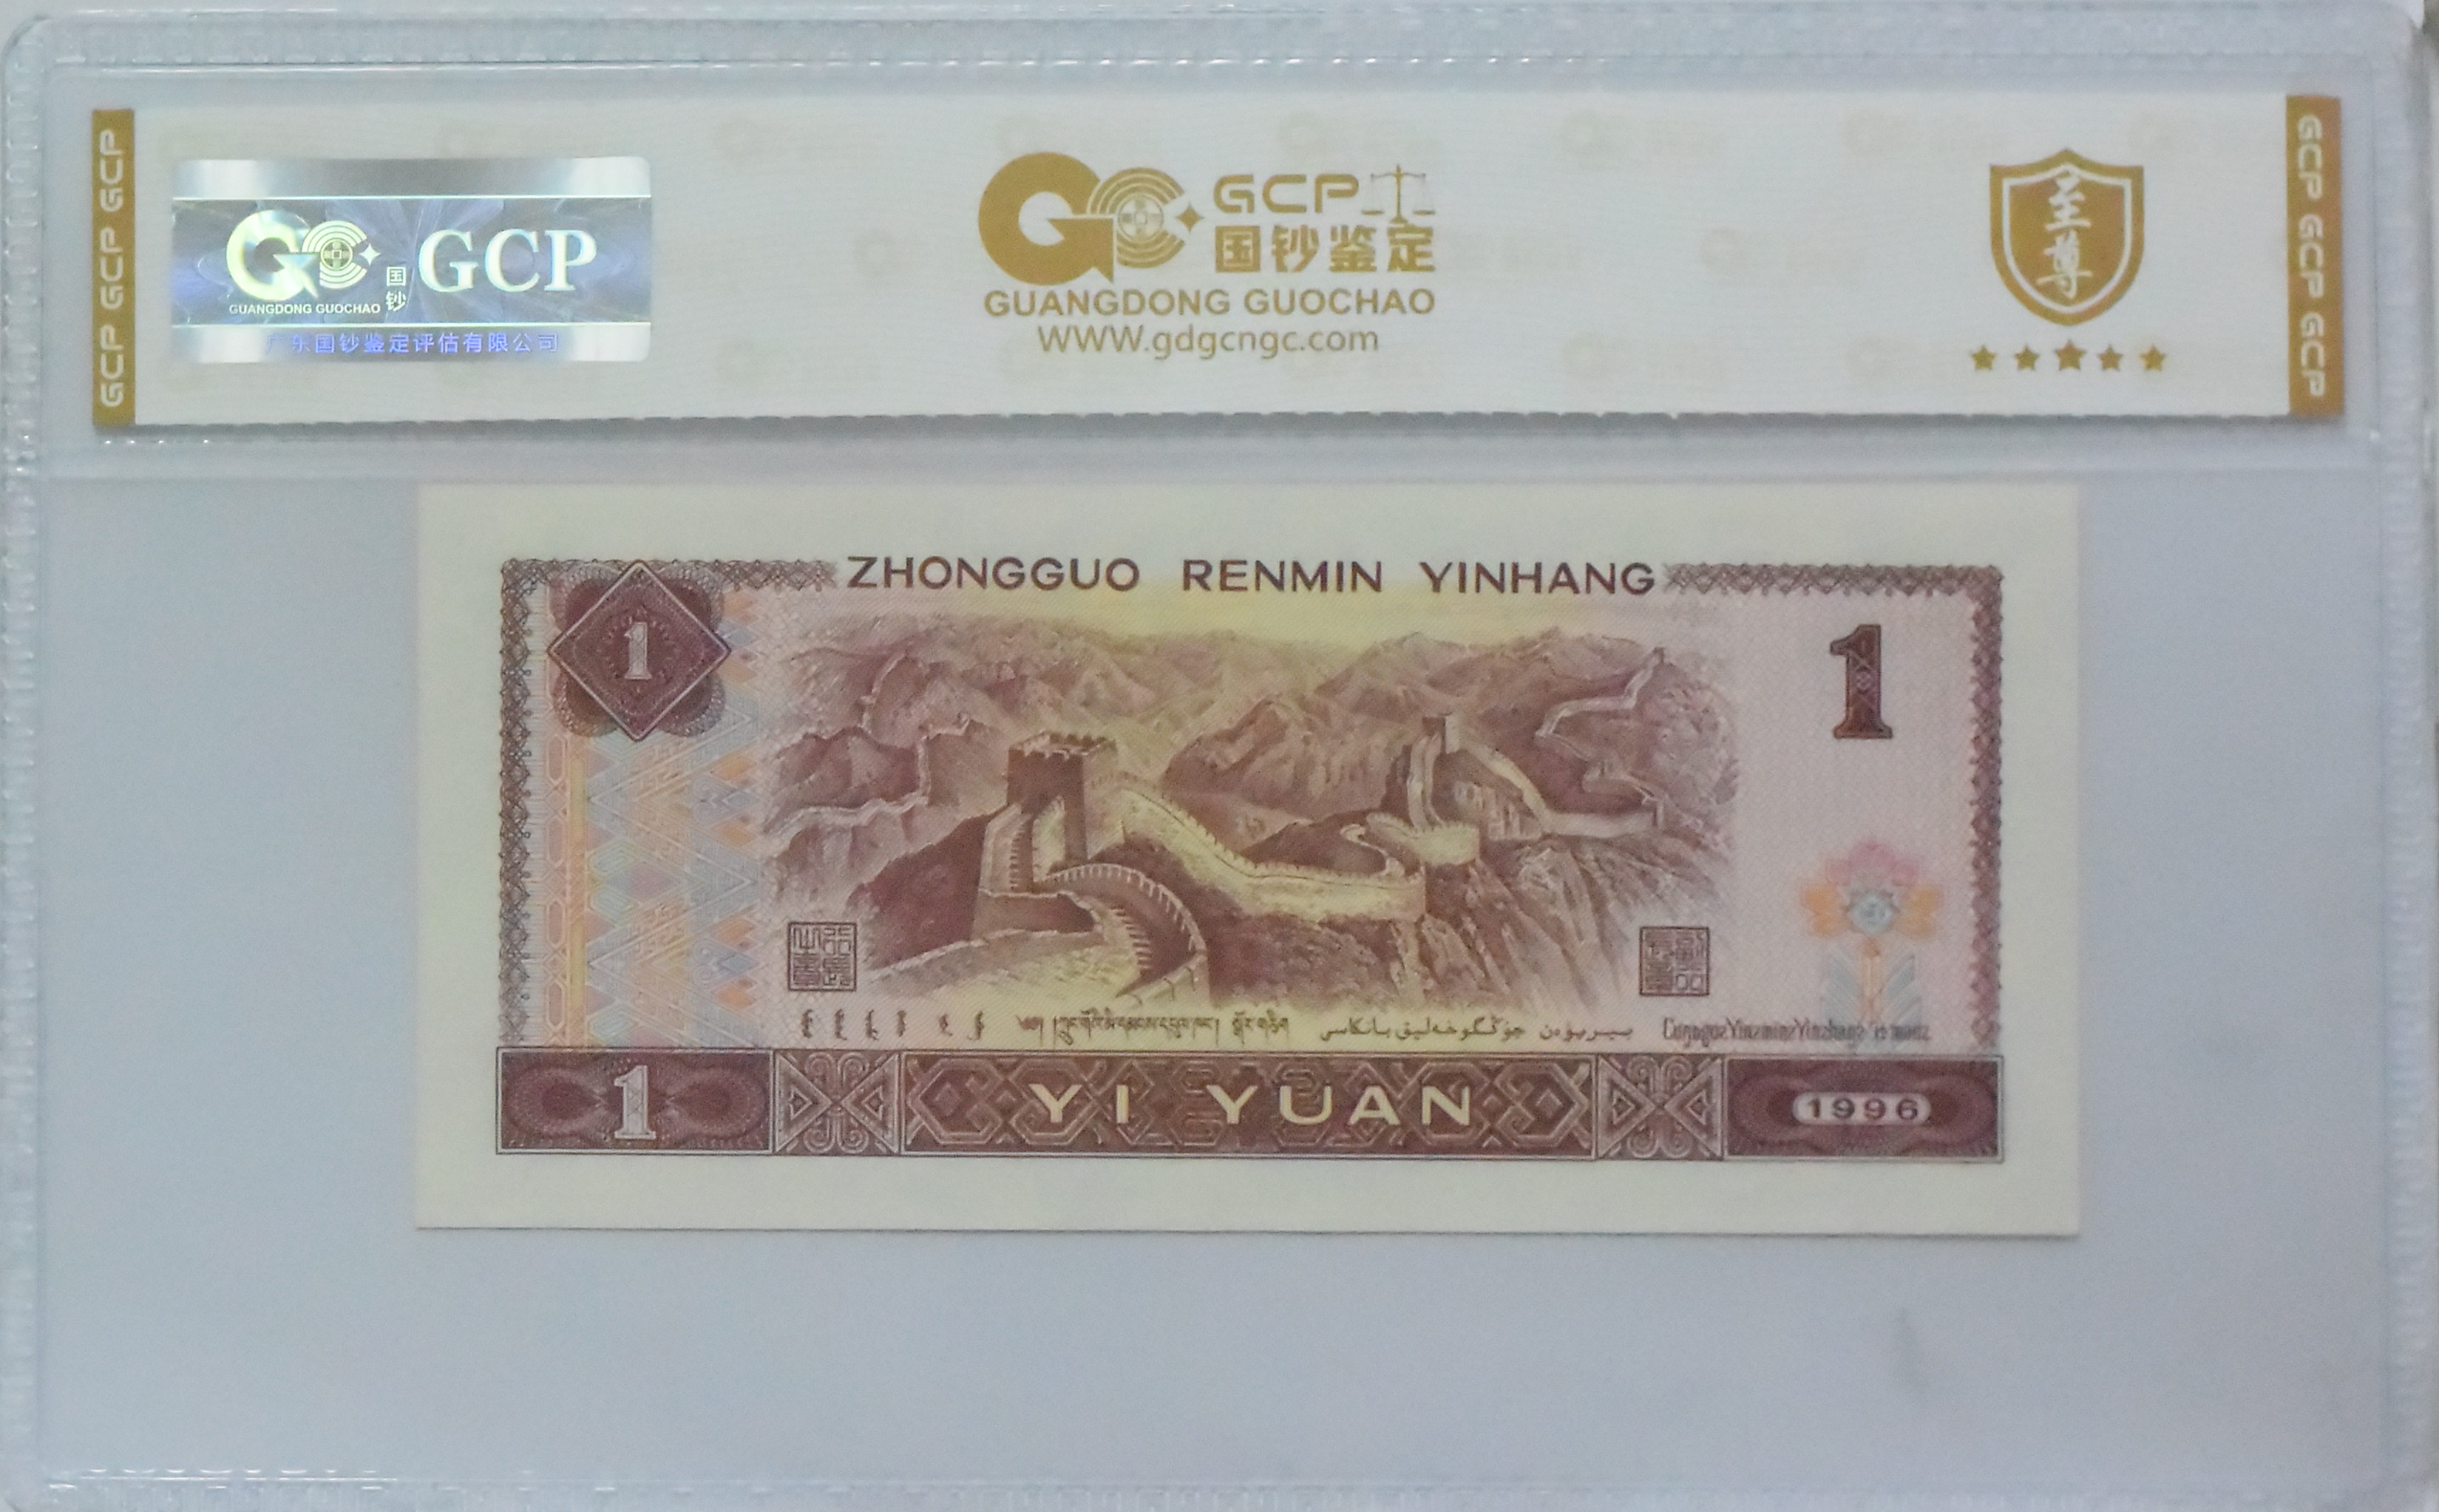 GCP GCP GCP
国钞
GCP
GUANGDONG GUOCHAO
广东国钞鉴定评估有限公司
GCP
国钞鉴定
GUANGDONG GUOCHAO
WWW.gdgcngc.com
至尊
GCP GCP GCP
ZHONGGUO RENMIN YINHANG
1
1
1
YI YUAN
1996